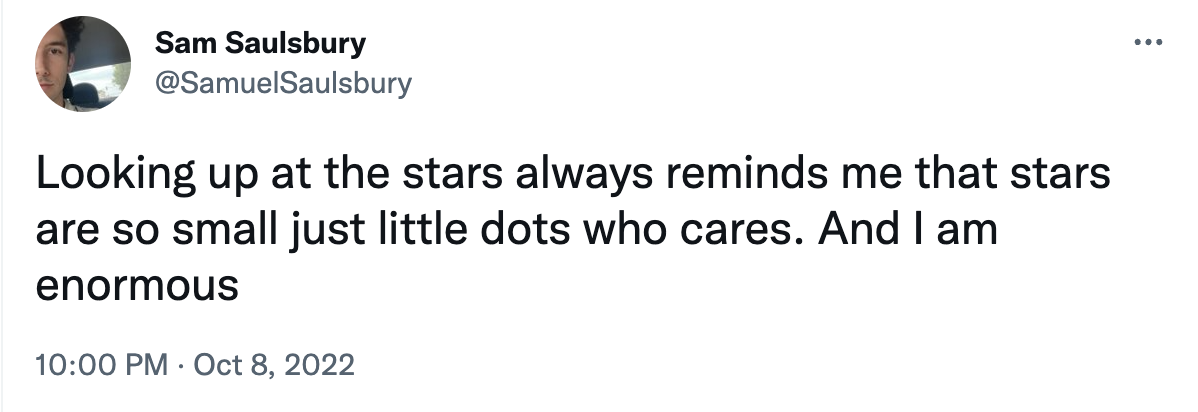 Sam Saulsbury
@SamuelSaulsbury
Looking up at the stars always reminds me that stars
are so small just little dots who cares. And I am
enormous
10:00 PM · Oct 8, 2022